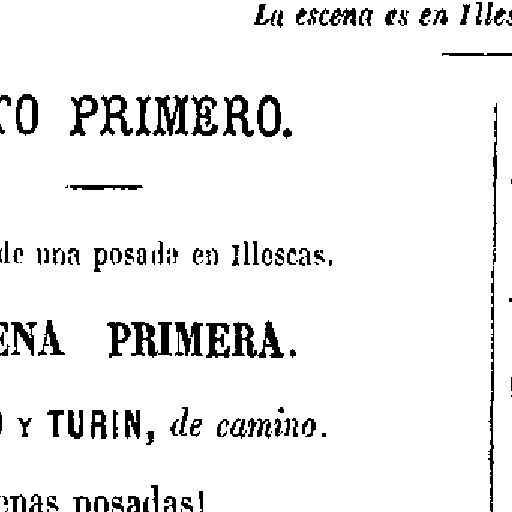 La escena es en Illes
TO PRIMERO.
de una posada en Illescas.
ENA PRIMERA.
O Y TURIN, de camino.
enas posadas!